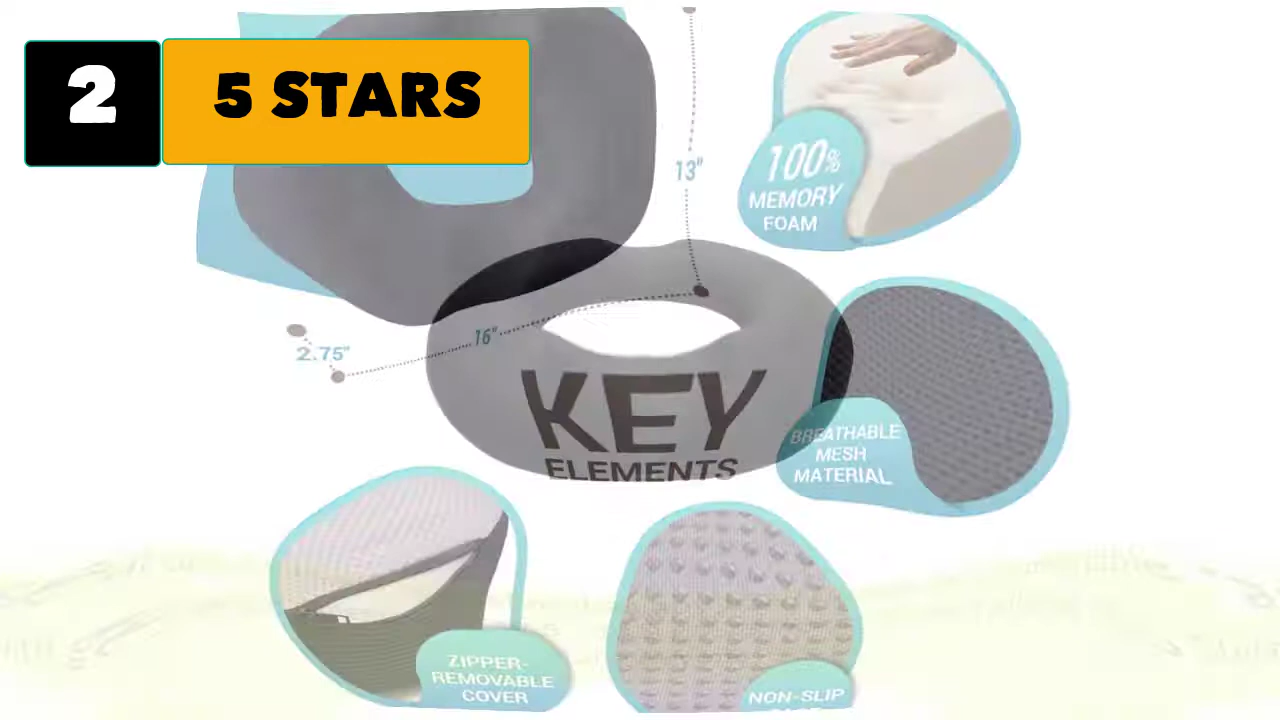 2
5 STARS
13"
100%
MEMORY
FOAM
16"
2.75"
KEY
ELEMENTS
BREATHABLE
MESH
MATERIAL
ZIPPER-
REMOVABLE
COVER
NON-SLIP